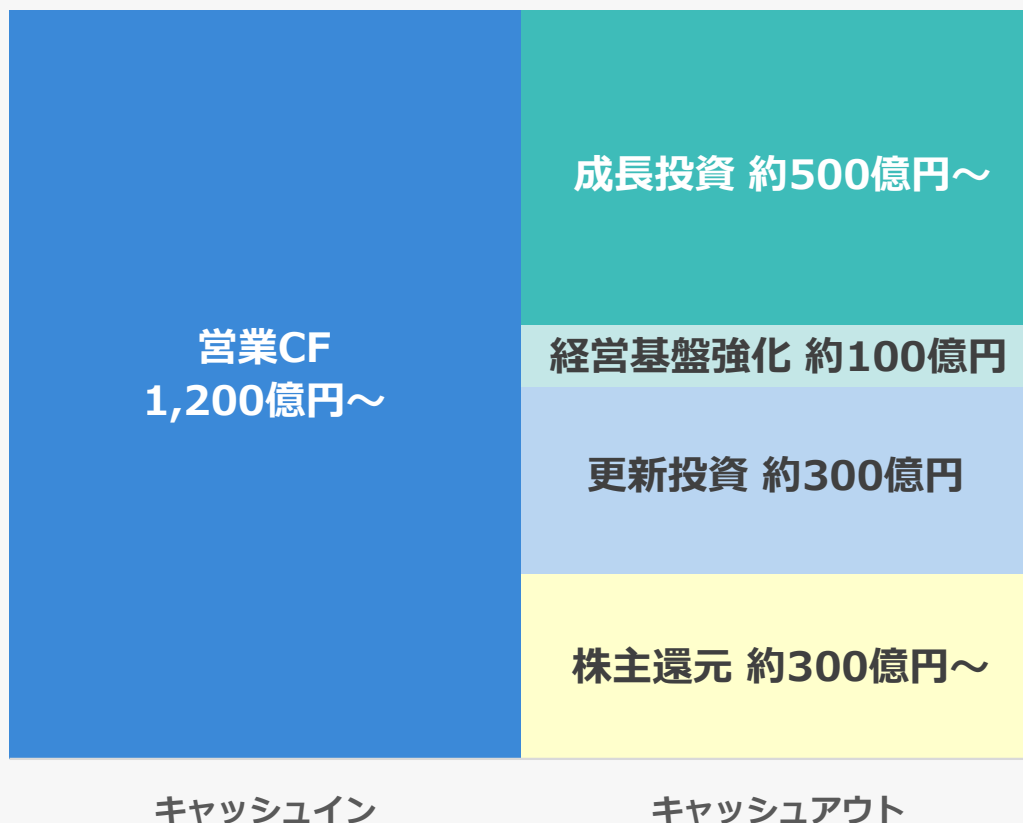 営業CF
1,200億円～
成長投資 約500億円～
経営基盤強化 約100億円
更新投資 約300億円
株主還元 約300億円～
キャッシュイン
キャッシュアウト